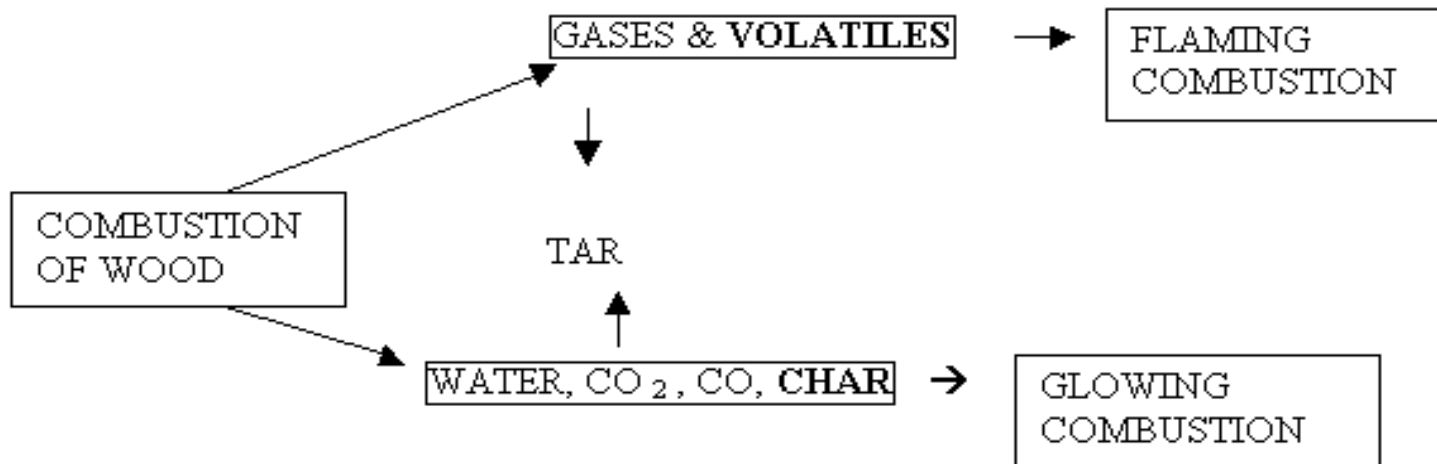 GASES & VOLATILES
FLAMING
COMBUSTION
COMBUSTION
OF WOOD
TAR
WATER, CO₂, CO, CHAR
GLOWING
COMBUSTION